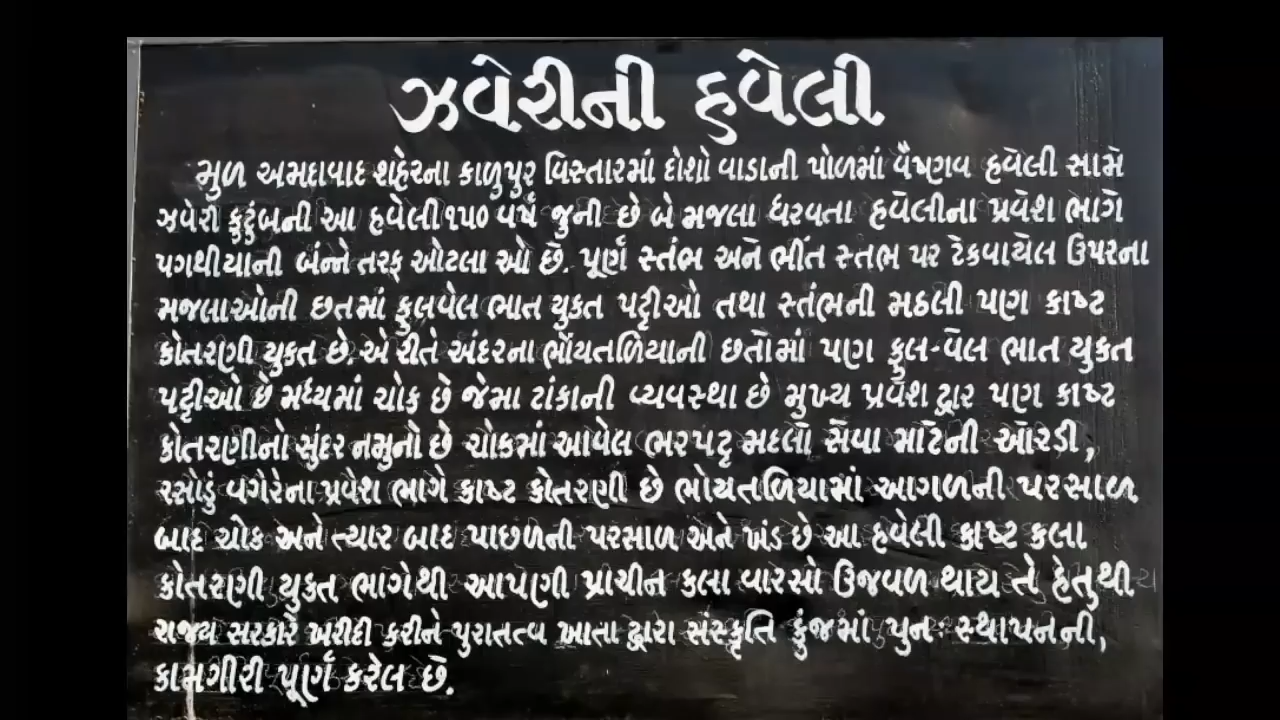 ઝવેરીની હવેલી
મુળ અમદાવાદ શહેરના કાળુપુર વિસ્તારમાં દોશો વાડાની પોળમાં વૈષ્ણવ હવેલી સામે
ઝવેરી કુટુંબની આ હવેલી ૧૫૦ વર્ષ જુની છે બે મજલા ધરવતા હવેલીના પ્રવેશ ભાગે
પગથીયાની બંન્ને તરફ ઓટલા ઓ છે. પૂર્ણ સ્તંભ અને ભીંત સ્તભ પર ટેકવાયેલ ઉપરના
મજલાઓની છતમાં ફુલવેલ ભાત યુકત પટ્ટીઓ તથા સ્તંભની મઠલી પણ કાષ્ટ
કોતરણી યુકત છે. એ રીતે અંદરના ભોંયતળિયાની છતોમાં પણ ફુલ-વેલ ભાત યુકત
પટ્ટીઓ છે મધ્યમાં ચોક છે જેમા ટાંકાની વ્યવસ્થા છે મુખ્ય પ્રવેશ દ્વાર પણ કાષ્ટ
કોતરણીનો સુંદર નમુનો છે ચોકમાં આવેલ ભરપટ્ટ મદલો સેવા માટેની ઓરડી,
રસોડું વગેરેના પ્રવેશ ભાગે કાષ્ટ કોતરણી છે ભોયતળિયામાં આગળની પરસાળ
બાદ ચોક અને ત્યાર બાદ પાછળની પરસાળ અને ખંડ છે આ હવેલી કાષ્ટ કલા
કોતરણી યુકત ભાગેથી આપણી પ્રાચીન કલા વારસો ઉજવળ થાય તે હેતુથી
રાજ્ય સરકારે ખરીદી કરીને પુરાતત્વ ખાતા દ્વારા સંસ્કૃતિ કુંજમાં પુનઃ સ્થાપનની,
કામગીરી પૂર્ણ કરેલ છે.